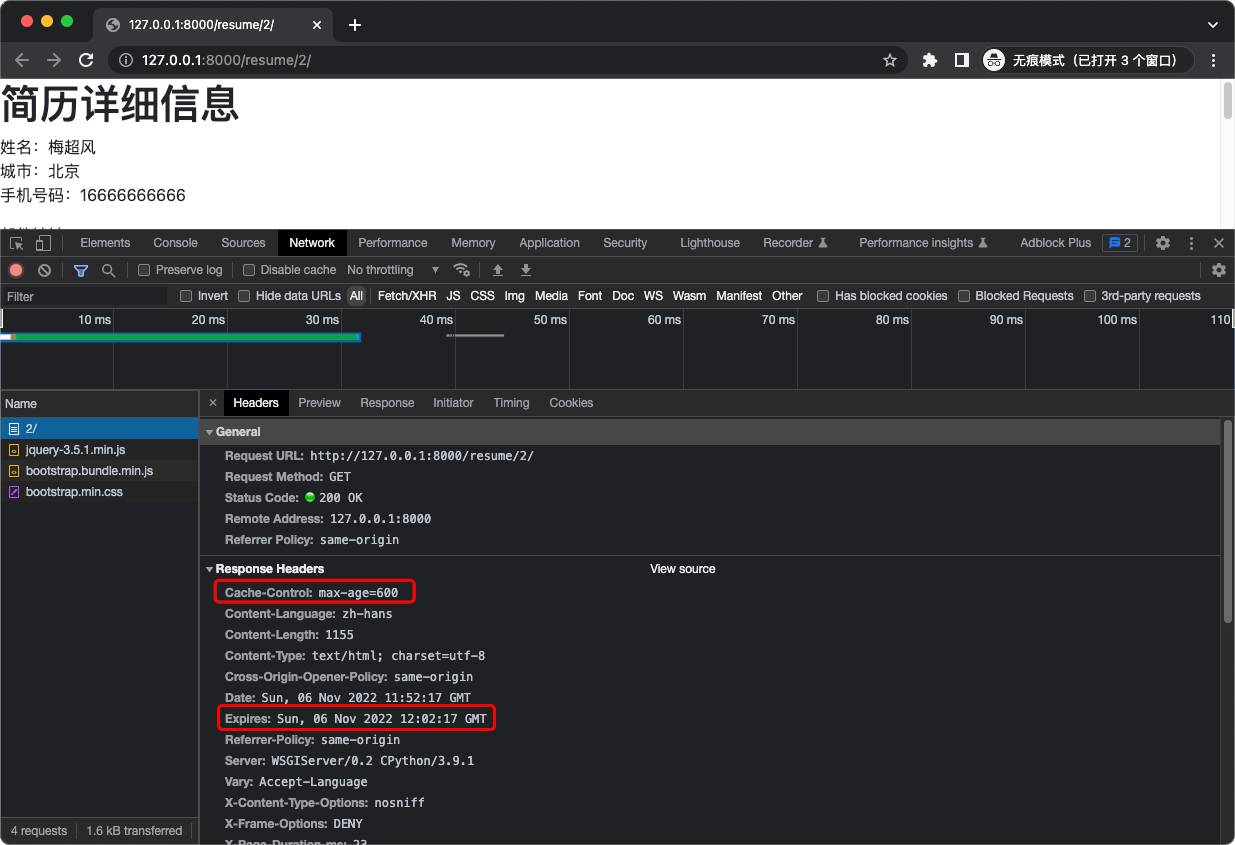 127.0.0.1:8000/resume/2/
127.0.0.1:8000/resume/2/
无痕模式（已打开 3 个窗口）
简历详细信息
姓名：梅超风
城市：北京
手机号码：16666666666
Elements Console Sources Network Performance Memory Application Security Lighthouse Recorder Performance insights Adblock Plus 2
Preserve log Disable cache No throttling
Filter Invert Hide data URLs All Fetch/XHR JS CSS Img Media Font Doc WS Wasm Manifest Other Has blocked cookies Blocked Requests 3rd-party requests
10 ms 20 ms 30 ms 40 ms 50 ms 60 ms 70 ms 80 ms 90 ms 100 ms 110
Name
2/
jquery-3.5.1.min.js
bootstrap.bundle.min.js
bootstrap.min.css
4 requests 1.6 kB transferred
Headers Preview Response Initiator Timing Cookies
General
Request URL: http://127.0.0.1:8000/resume/2/
Request Method: GET
Status Code: 200 OK
Remote Address: 127.0.0.1:8000
Referrer Policy: same-origin
Response Headers View source
Cache-Control: max-age=600
Content-Language: zh-hans
Content-Length: 1155
Content-Type: text/html; charset=utf-8
Cross-Origin-Opener-Policy: same-origin
Date: Sun, 06 Nov 2022 11:52:17 GMT
Expires: Sun, 06 Nov 2022 12:02:17 GMT
Referrer-Policy: same-origin
Server: WSGIServer/0.2 CPython/3.9.1
Vary: Accept-Language
X-Content-Type-Options: nosniff
X-Frame-Options: DENY
X-Page-Duration-ms: 23